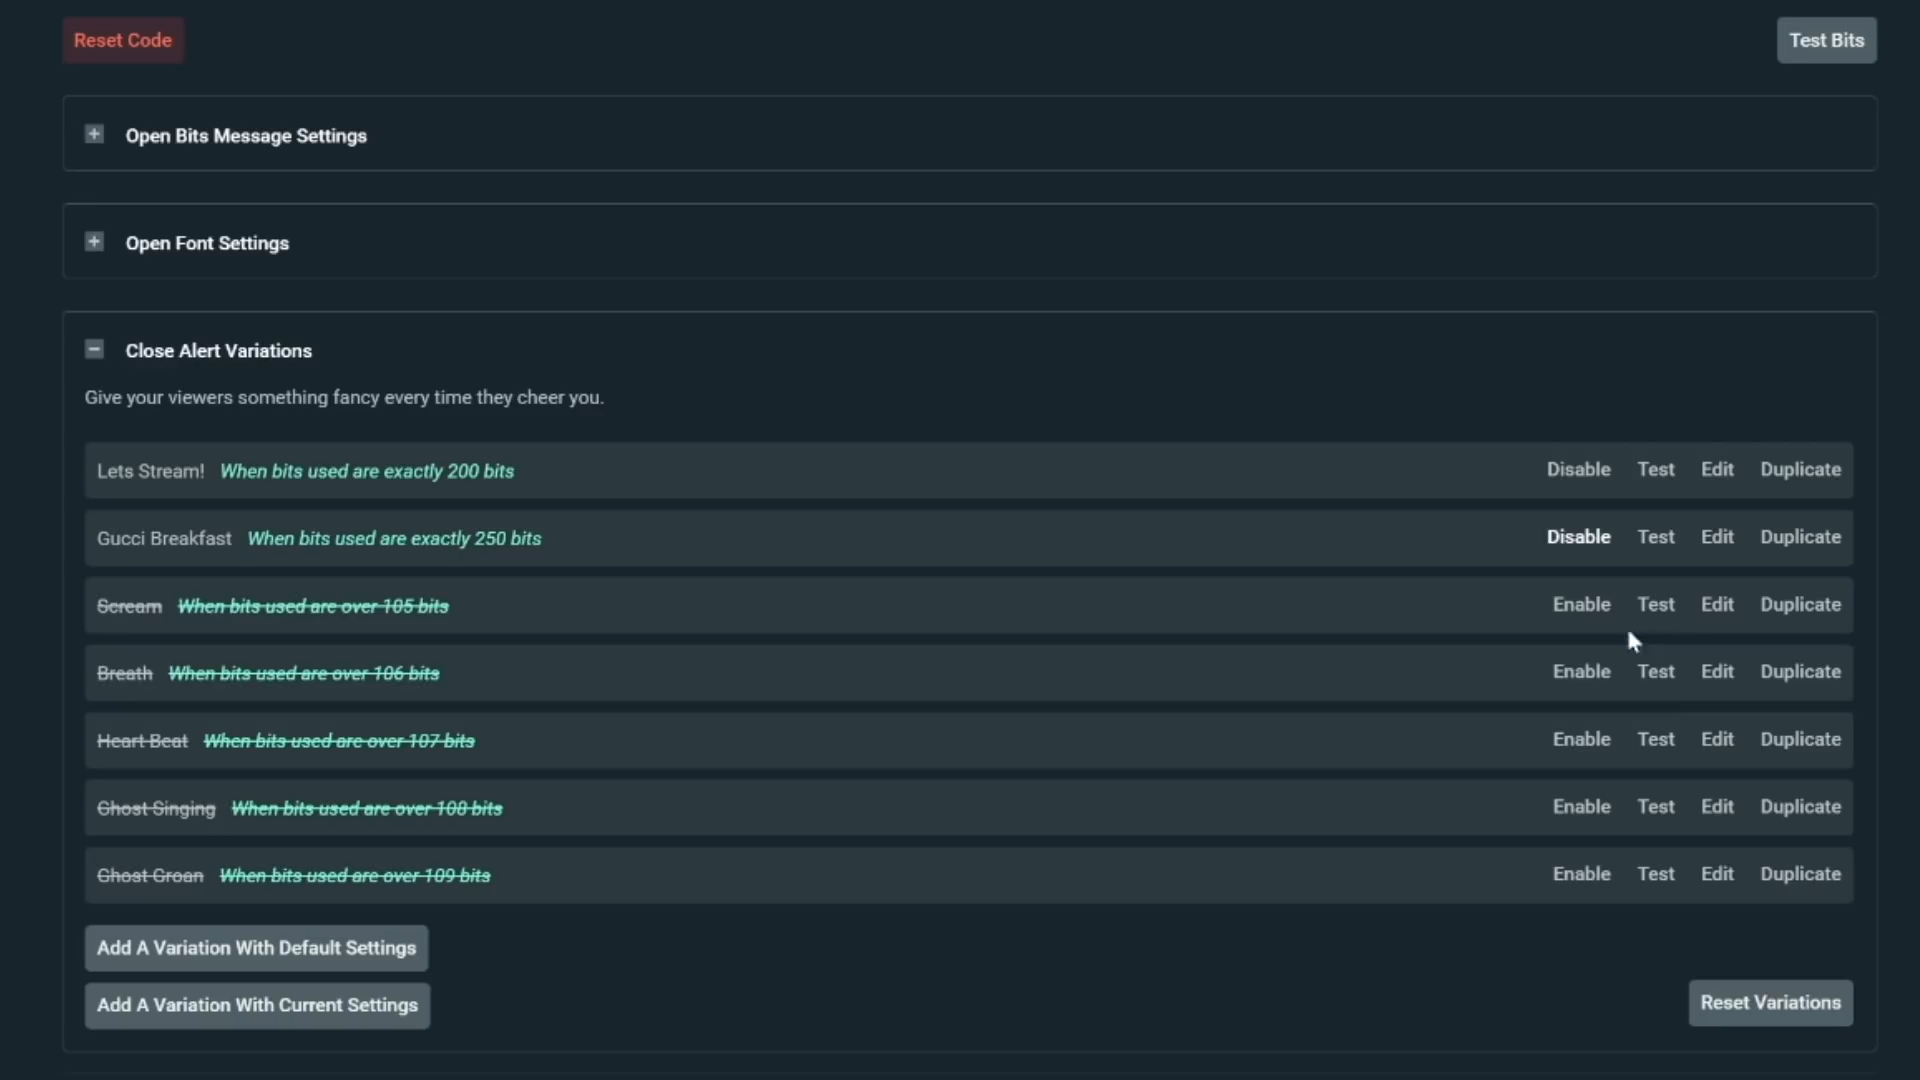 Reset Code
Test Bits
Open Bits Message Settings
Open Font Settings
Close Alert Variations
Give your viewers something fancy every time they cheer you.
Lets Stream! When bits used are exactly 200 bits Disable Test Edit Duplicate
Gucci Breakfast When bits used are exactly 250 bits Disable Test Edit Duplicate
Scream When bits used are over 105 bits Enable Test Edit Duplicate
Breath When bits used are over 106 bits Enable Test Edit Duplicate
Heart Beat When bits used are over 107 bits Enable Test Edit Duplicate
Ghost Singing When bits used are over 108 bits Enable Test Edit Duplicate
Ghost Groan When bits used are over 109 bits Enable Test Edit Duplicate
Add A Variation With Default Settings
Add A Variation With Current Settings
Reset Variations